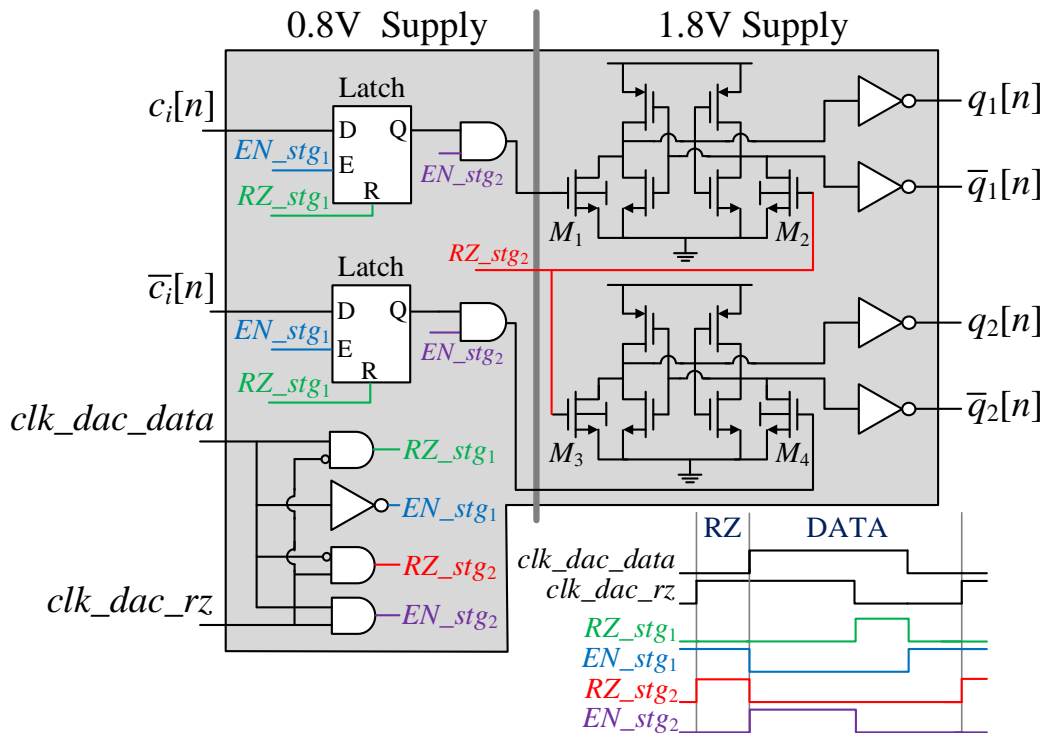 0.8V Supply
1.8V Supply
Latch
c_i[n]
D
Q
EN_stg₁
E
EN_stg₂
RZ_stg₁
R
M₁
M₂
q₁[n]
q̅₁[n]
RZ_stg₂
Latch
c̅_i[n]
D
Q
EN_stg₁
E
EN_stg₂
RZ_stg₁
R
M₃
M₄
q₂[n]
q̅₂[n]
clk_dac_data
RZ_stg₁
EN_stg₁
RZ_stg₂
clk_dac_rz
EN_stg₂
RZ
DATA
clk_dac_data
clk_dac_rz
RZ_stg₁
EN_stg₁
RZ_stg₂
EN_stg₂